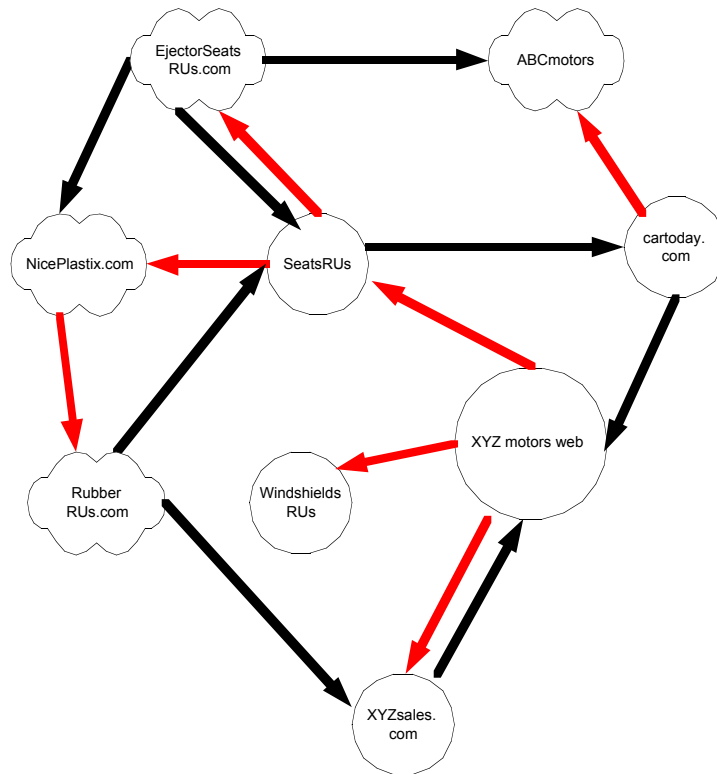 EjectorSeats
RUs.com
ABCmotors
cartoday.
com
NicePlastix.com
SeatsRUs
XYZ motors web
Rubber
RUs.com
Windshields
RUs
XYZsales.
com